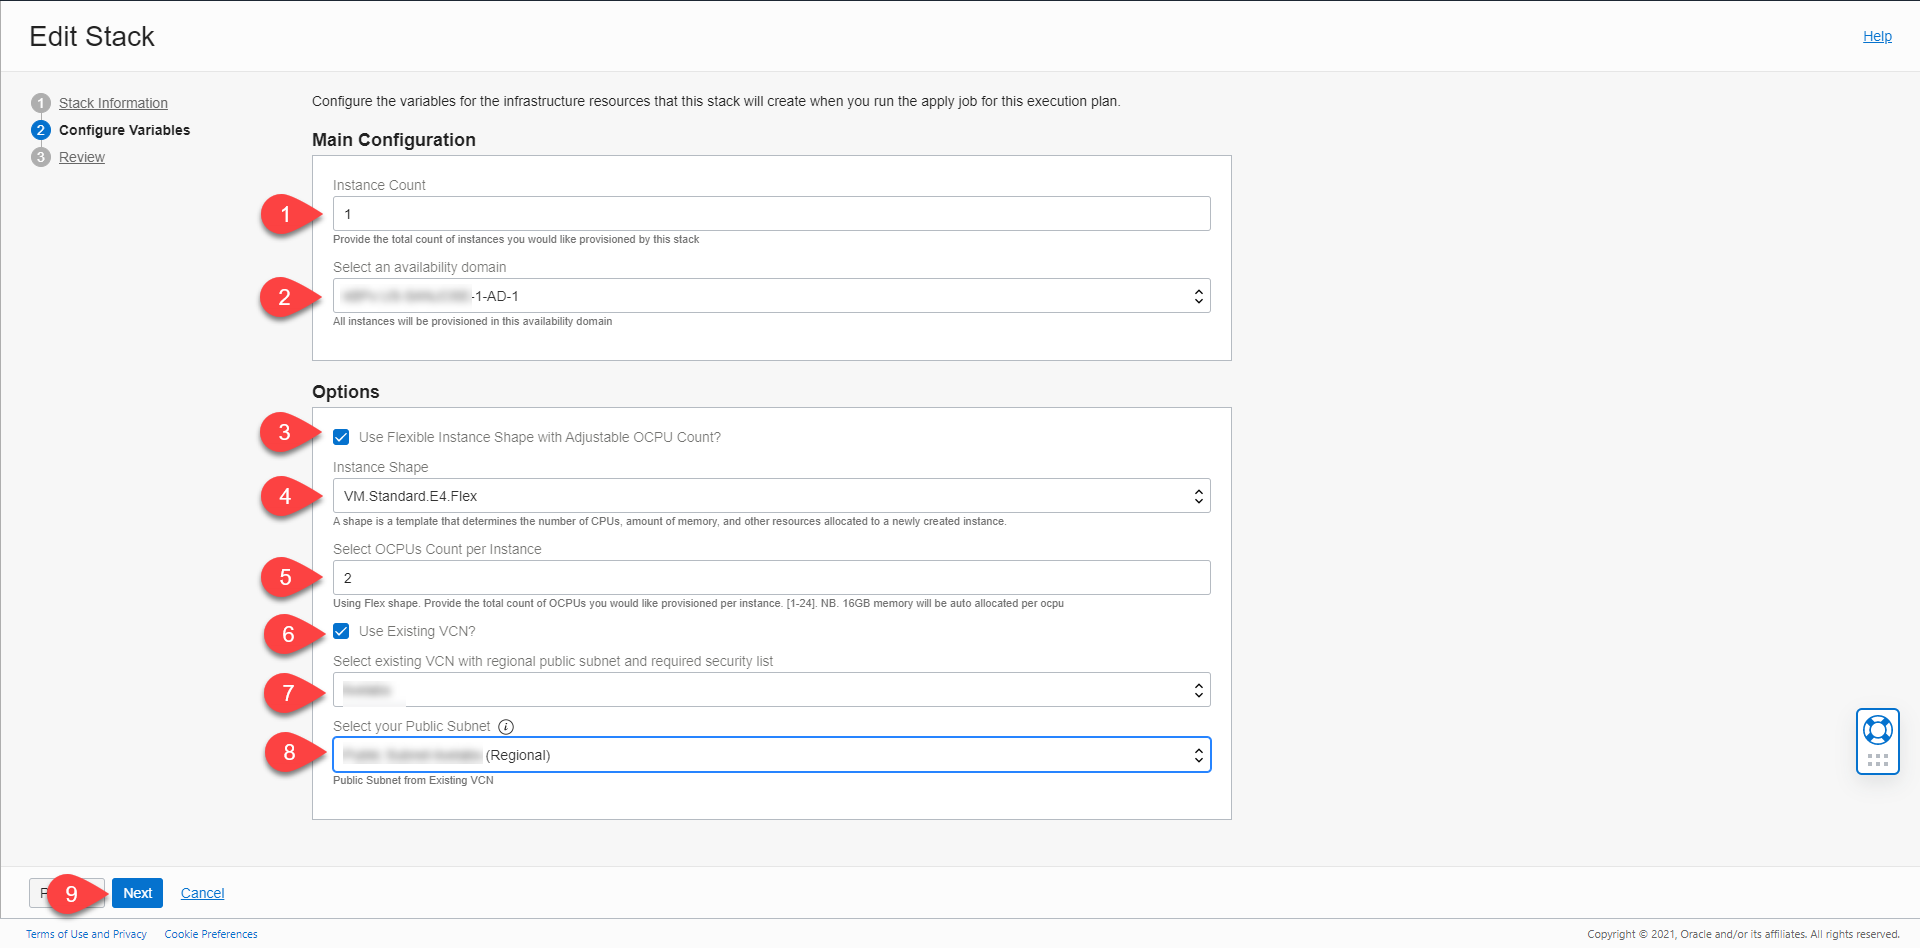 Edit Stack
Help
1 Stack Information
2 Configure Variables
3 Review
Configure the variables for the infrastructure resources that this stack will create when you run the apply job for this execution plan.
Main Configuration
Instance Count
1
1
Provide the total count of instances you would like provisioned by this stack
Select an availability domain
2
-1-AD-1
All instances will be provisioned in this availability domain
Options
3
Use Flexible Instance Shape with Adjustable OCPU Count?
Instance Shape
4
VM.Standard.E4.Flex
A shape is a template that determines the number of CPUs, amount of memory, and other resources allocated to a newly created instance.
Select OCPUs Count per Instance
5
2
Using Flex shape. Provide the total count of OCPUs you would like provisioned per instance. [1-24]. NB. 16GB memory will be auto allocated per ocpu
6
Use Existing VCN?
Select existing VCN with regional public subnet and required security list
7
Select your Public Subnet
8
(Regional)
Public Subnet from Existing VCN
9
Next
Cancel
Terms of Use and Privacy
Cookie Preferences
Copyright © 2021, Oracle and/or its affiliates. All rights reserved.